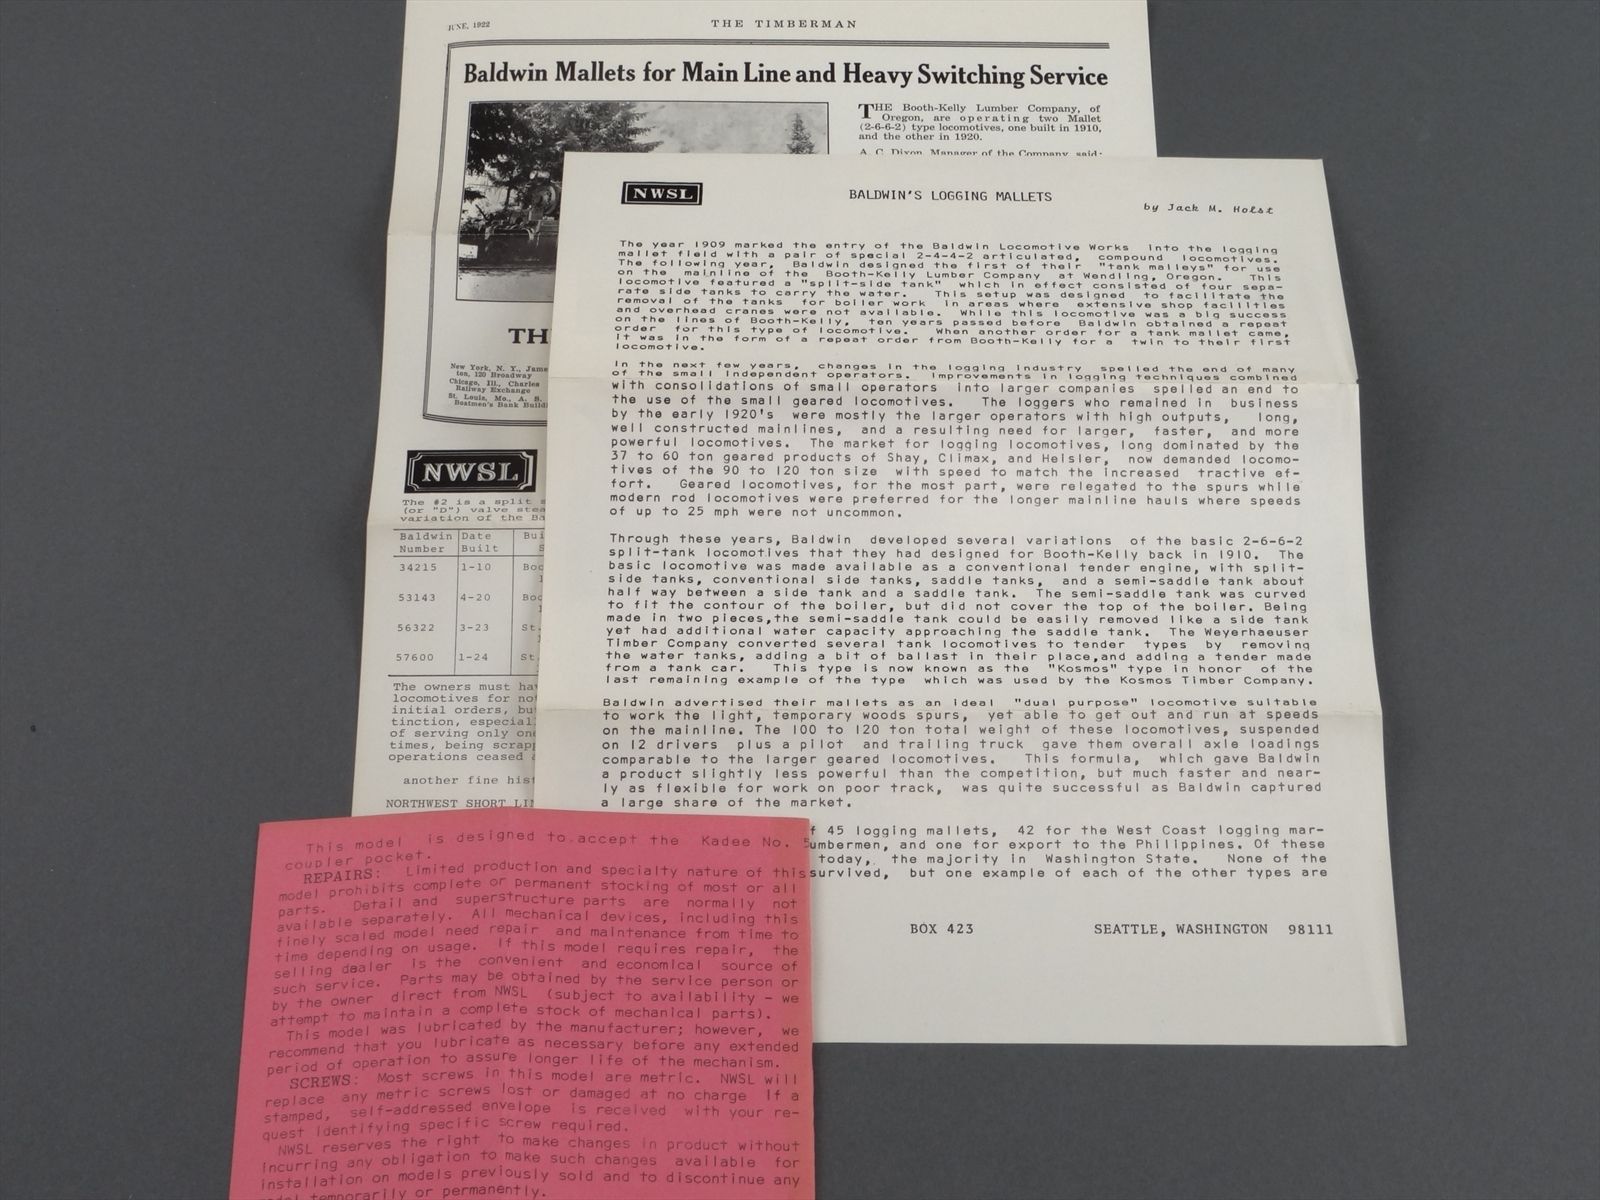 JUNE, 1922
THE TIMBERMAN
Baldwin Mallets for Main Line and Heavy Switching Service
THE Booth-Kelly Lumber Company, of
Oregon, are operating two Mallet
(2-6-6-2) type locomotives, one built in 1910,
and the other in 1920.
A. C. Dixon, Manager of the Company, said:
TH
New York, N. Y., Jame
ton, 120 Broadway
Chicago, Ill., Charles
Railway Exchange
St. Louis, Mo., A. S.
Boatmen's Bank Buildi
NWSL
The #2 is a split s
(or "D") valve stea
variation of the Ba
Baldwin Date Bui
Number Built S
34215 1-10 Boo
53143 4-20 Boo
56322 3-23 St.
57600 1-24 St.
The owners must hav
locomotives for no
initial orders, bu
tinction, especial
of serving only one
times, being scrapp
operations ceased
another fine his
NORTHWEST SHORT LIN
NWSL
BALDWIN'S LOGGING MALLETS
by Jack M. Holst
The year 1909 marked the entry of the Baldwin Locomotive Works into the logging
mallet field with a pair of special 2-4-4-2 articulated, compound locomotives.
The following year, Baldwin designed the first of their "tank malleys" for use
on the mainline of the Booth-Kelly Lumber Company at Wendling, Oregon. This
locomotive featured a "split-side tank" which in effect consisted of four sepa-
rate side tanks to carry the water. This setup was designed to facilitate the
removal of the tanks for boiler work in areas where extensive shop facilities
and overhead cranes were not available. While this locomotive was a big success
on the lines of Booth-Kelly, ten years passed before Baldwin obtained a repeat
order for this type of locomotive. When another order for a tank mallet came,
it was in the form of a repeat order from Booth-Kelly for a twin to their first
locomotive.
In the next few years, changes in the logging industry spelled the end of many
of the small independent operators. Improvements in logging techniques combined
with consolidations of small operators into larger companies spelled an end to
the use of the small geared locomotives. The loggers who remained in business
by the early 1920's were mostly the larger operators with high outputs, long,
well constructed mainlines, and a resulting need for larger, faster, and more
powerful locomotives. The market for logging locomotives, long dominated by the
37 to 60 ton geared products of Shay, Climax, and Heisler, now demanded locomo-
tives of the 90 to 120 ton size with speed to match the increased tractive ef-
fort. Geared locomotives, for the most part, were relegated to the spurs while
modern rod locomotives were preferred for the longer mainline hauls where speeds
of up to 25 mph were not uncommon.
Through these years, Baldwin developed several variations of the basic 2-6-6-2
split-tank locomotives that they had designed for Booth-Kelly back in 1910. The
basic locomotive was made available as a conventional tender engine, with split-
side tanks, conventional side tanks, saddle tanks, and a semi-saddle tank about
half way between a side tank and a saddle tank. The semi-saddle tank was curved
to fit the contour of the boiler, but did not cover the top of the boiler. Being
made in two pieces,the semi-saddle tank could be easily removed like a side tank
yet had additional water capacity approaching the saddle tank. The Weyerhaeuser
Timber Company converted several tank locomotives to tender types by removing
the water tanks, adding a bit of ballast in their place,and adding a tender made
from a tank car. This type is now known as the "Kosmos" type in honor of the
last remaining example of the type which was used by the Kosmos Timber Company.
Baldwin advertised their mallets as an ideal "dual purpose" locomotive suitable
to work the light, temporary woods spurs, yet able to get out and run at speeds
on the mainline. The 100 to 120 ton total weight of these locomotives, suspended
on 12 drivers plus a pilot and trailing truck gave them overall axle loadings
comparable to the larger geared locomotives. This formula, which gave Baldwin
a product slightly less powerful than the competition, but much faster and near-
ly as flexible for work on poor track, was quite successful as Baldwin captured
a large share of the market.
f 45 logging mallets, 42 for the West Coast logging mar-
umbermen, and one for export to the Philippines. Of these
today, the majority in Washington State. None of the
survived, but one example of each of the other types are
BOX 423 SEATTLE, WASHINGTON 98111
This model is designed to accept the Kadee No. 5
coupler pocket.
REPAIRS: Limited production and specialty nature of this
model prohibits complete or permanent stocking of most or all
parts. Detail and superstructure parts are normally not
available separately. All mechanical devices, including this
finely scaled model need repair and maintenance from time to
time depending on usage. If this model requires repair, the
selling dealer is the convenient and economical source of
such service. Parts may be obtained by the service person or
by the owner direct from NWSL (subject to availability - we
attempt to maintain a complete stock of mechanical parts).
This model was lubricated by the manufacturer; however, we
recommend that you lubricate as necessary before any extended
period of operation to assure longer life of the mechanism.
SCREWS: Most screws in this model are metric. NWSL will
replace any metric screws lost or damaged at no charge if a
stamped, self-addressed envelope is received with your re-
quest identifying specific screw required.
NWSL reserves the right to make changes in product without
incurring any obligation to make such changes available for
installation on models previously sold and to discontinue any
temporarily or permanently.